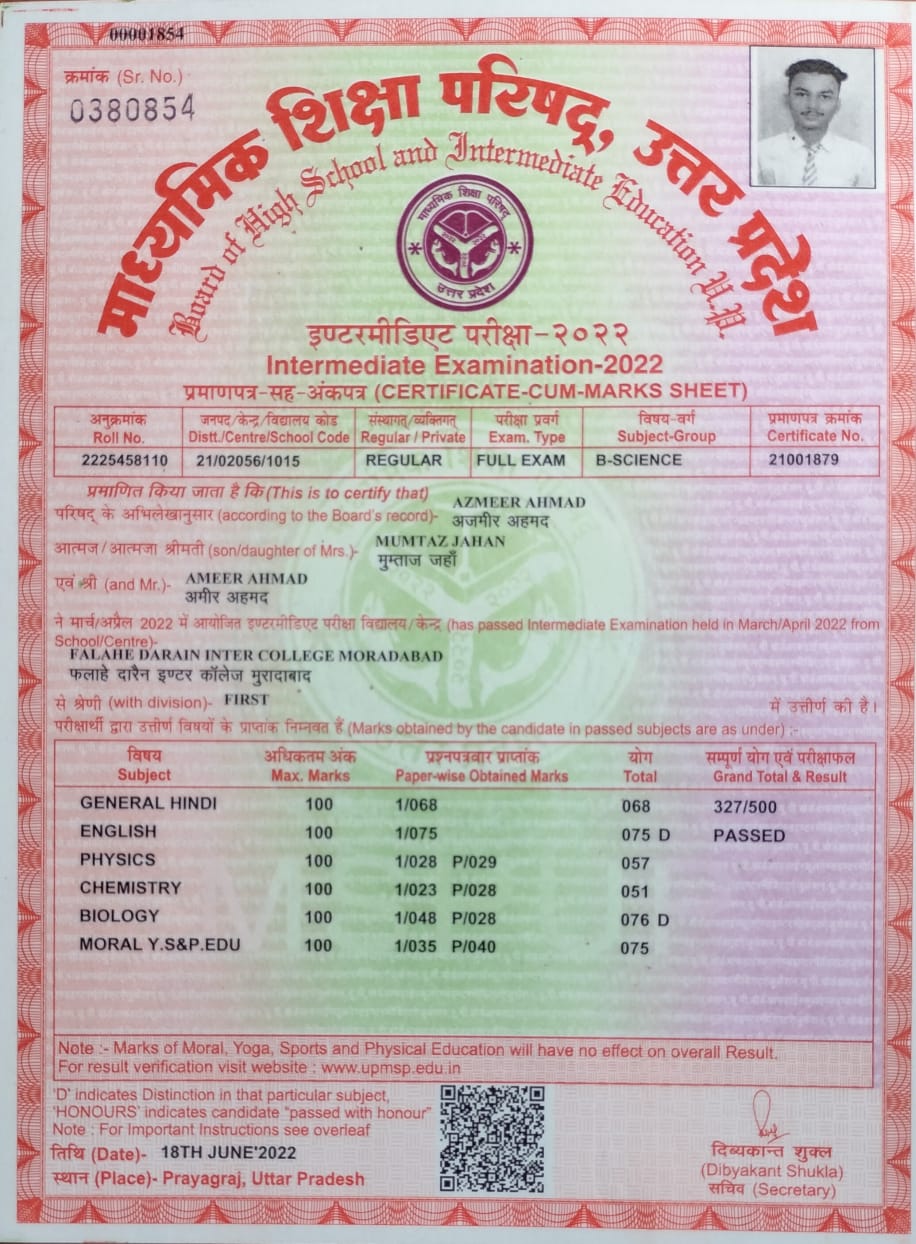 00001854
क्रमांक (Sr. No.)
0380854
माध्यमिक शिक्षा परिषद्, उत्तर प्रदेश
Board of High School and Intermediate Education U.P.
माध्यमिक शिक्षा परिषद्
उत्तर प्रदेश
इण्टरमीडिएट परीक्षा-२०२२
Intermediate Examination-2022
प्रमाणपत्र-सह-अंकपत्र (CERTIFICATE-CUM-MARKS SHEET)
अनुक्रमांक जनपद/केन्द्र/विद्यालय कोड संस्थागत/व्यक्तिगत परीक्षा प्रवर्ग विषय-वर्ग प्रमाणपत्र क्रमांक
Roll No. Distt./Centre/School Code Regular / Private Exam. Type Subject-Group Certificate No.
2225458110 21/02056/1015 REGULAR FULL EXAM B-SCIENCE 21001879
प्रमाणित किया जाता है कि (This is to certify that)
AZMEER AHMAD
परिषद् के अभिलेखानुसार (according to the Board's record)- अजमीर अहमद
MUMTAZ JAHAN
आत्मज/आत्मजा श्रीमती (son/daughter of Mrs.)- मुम्ताज जहाँ
एवं श्री (and Mr.)- AMEER AHMAD
अमीर अहमद
ने मार्च/अप्रैल 2022 में आयोजित इण्टरमीडिएट परीक्षा विद्यालय/केन्द्र (has passed Intermediate Examination held in March/April 2022 from
School/Centre)-
FALAHE DARAIN INTER COLLEGE MORADABAD
फलाहे दारैन इण्टर कॉलेज मुरादाबाद
से श्रेणी (with division)- FIRST में उत्तीर्ण की है।
परीक्षार्थी द्वारा उत्तीर्ण विषयों के प्राप्तांक निम्नवत हैं (Marks obtained by the candidate in passed subjects are as under) :-
विषय अधिकतम अंक प्रश्नपत्रवार प्राप्तांक योग सम्पूर्ण योग एवं परीक्षाफल
Subject Max. Marks Paper-wise Obtained Marks Total Grand Total & Result
GENERAL HINDI 100 1/068 068 327/500
ENGLISH 100 1/075 075 D PASSED
PHYSICS 100 1/028 P/029 057
CHEMISTRY 100 1/023 P/028 051
BIOLOGY 100 1/048 P/028 076 D
MORAL Y.S&P.EDU 100 1/035 P/040 075
Note :- Marks of Moral, Yoga, Sports and Physical Education will have no effect on overall Result.
For result verification visit website : www.upmsp.edu.in
'D' indicates Distinction in that particular subject,
'HONOURS' indicates candidate "passed with honour"
Note : For Important Instructions see overleaf
तिथि (Date)- 18TH JUNE'2022
स्थान (Place)- Prayagraj, Uttar Pradesh
दिब्यकान्त शुक्ल
(Dibyakant Shukla)
सचिव (Secretary)